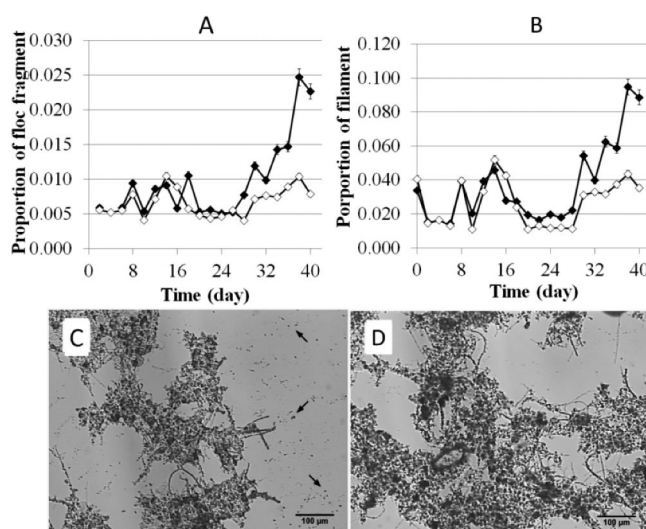 A
Proportion of floc fragment
0.030
0.025
0.020
0.015
0.010
0.005
0.000
0 8 16 24 32 40
Time (day)
B
Porportion of filament
0.120
0.100
0.080
0.060
0.040
0.020
0.000
0 8 16 24 32 40
Time (day)
C
100 µm
D
100 µm